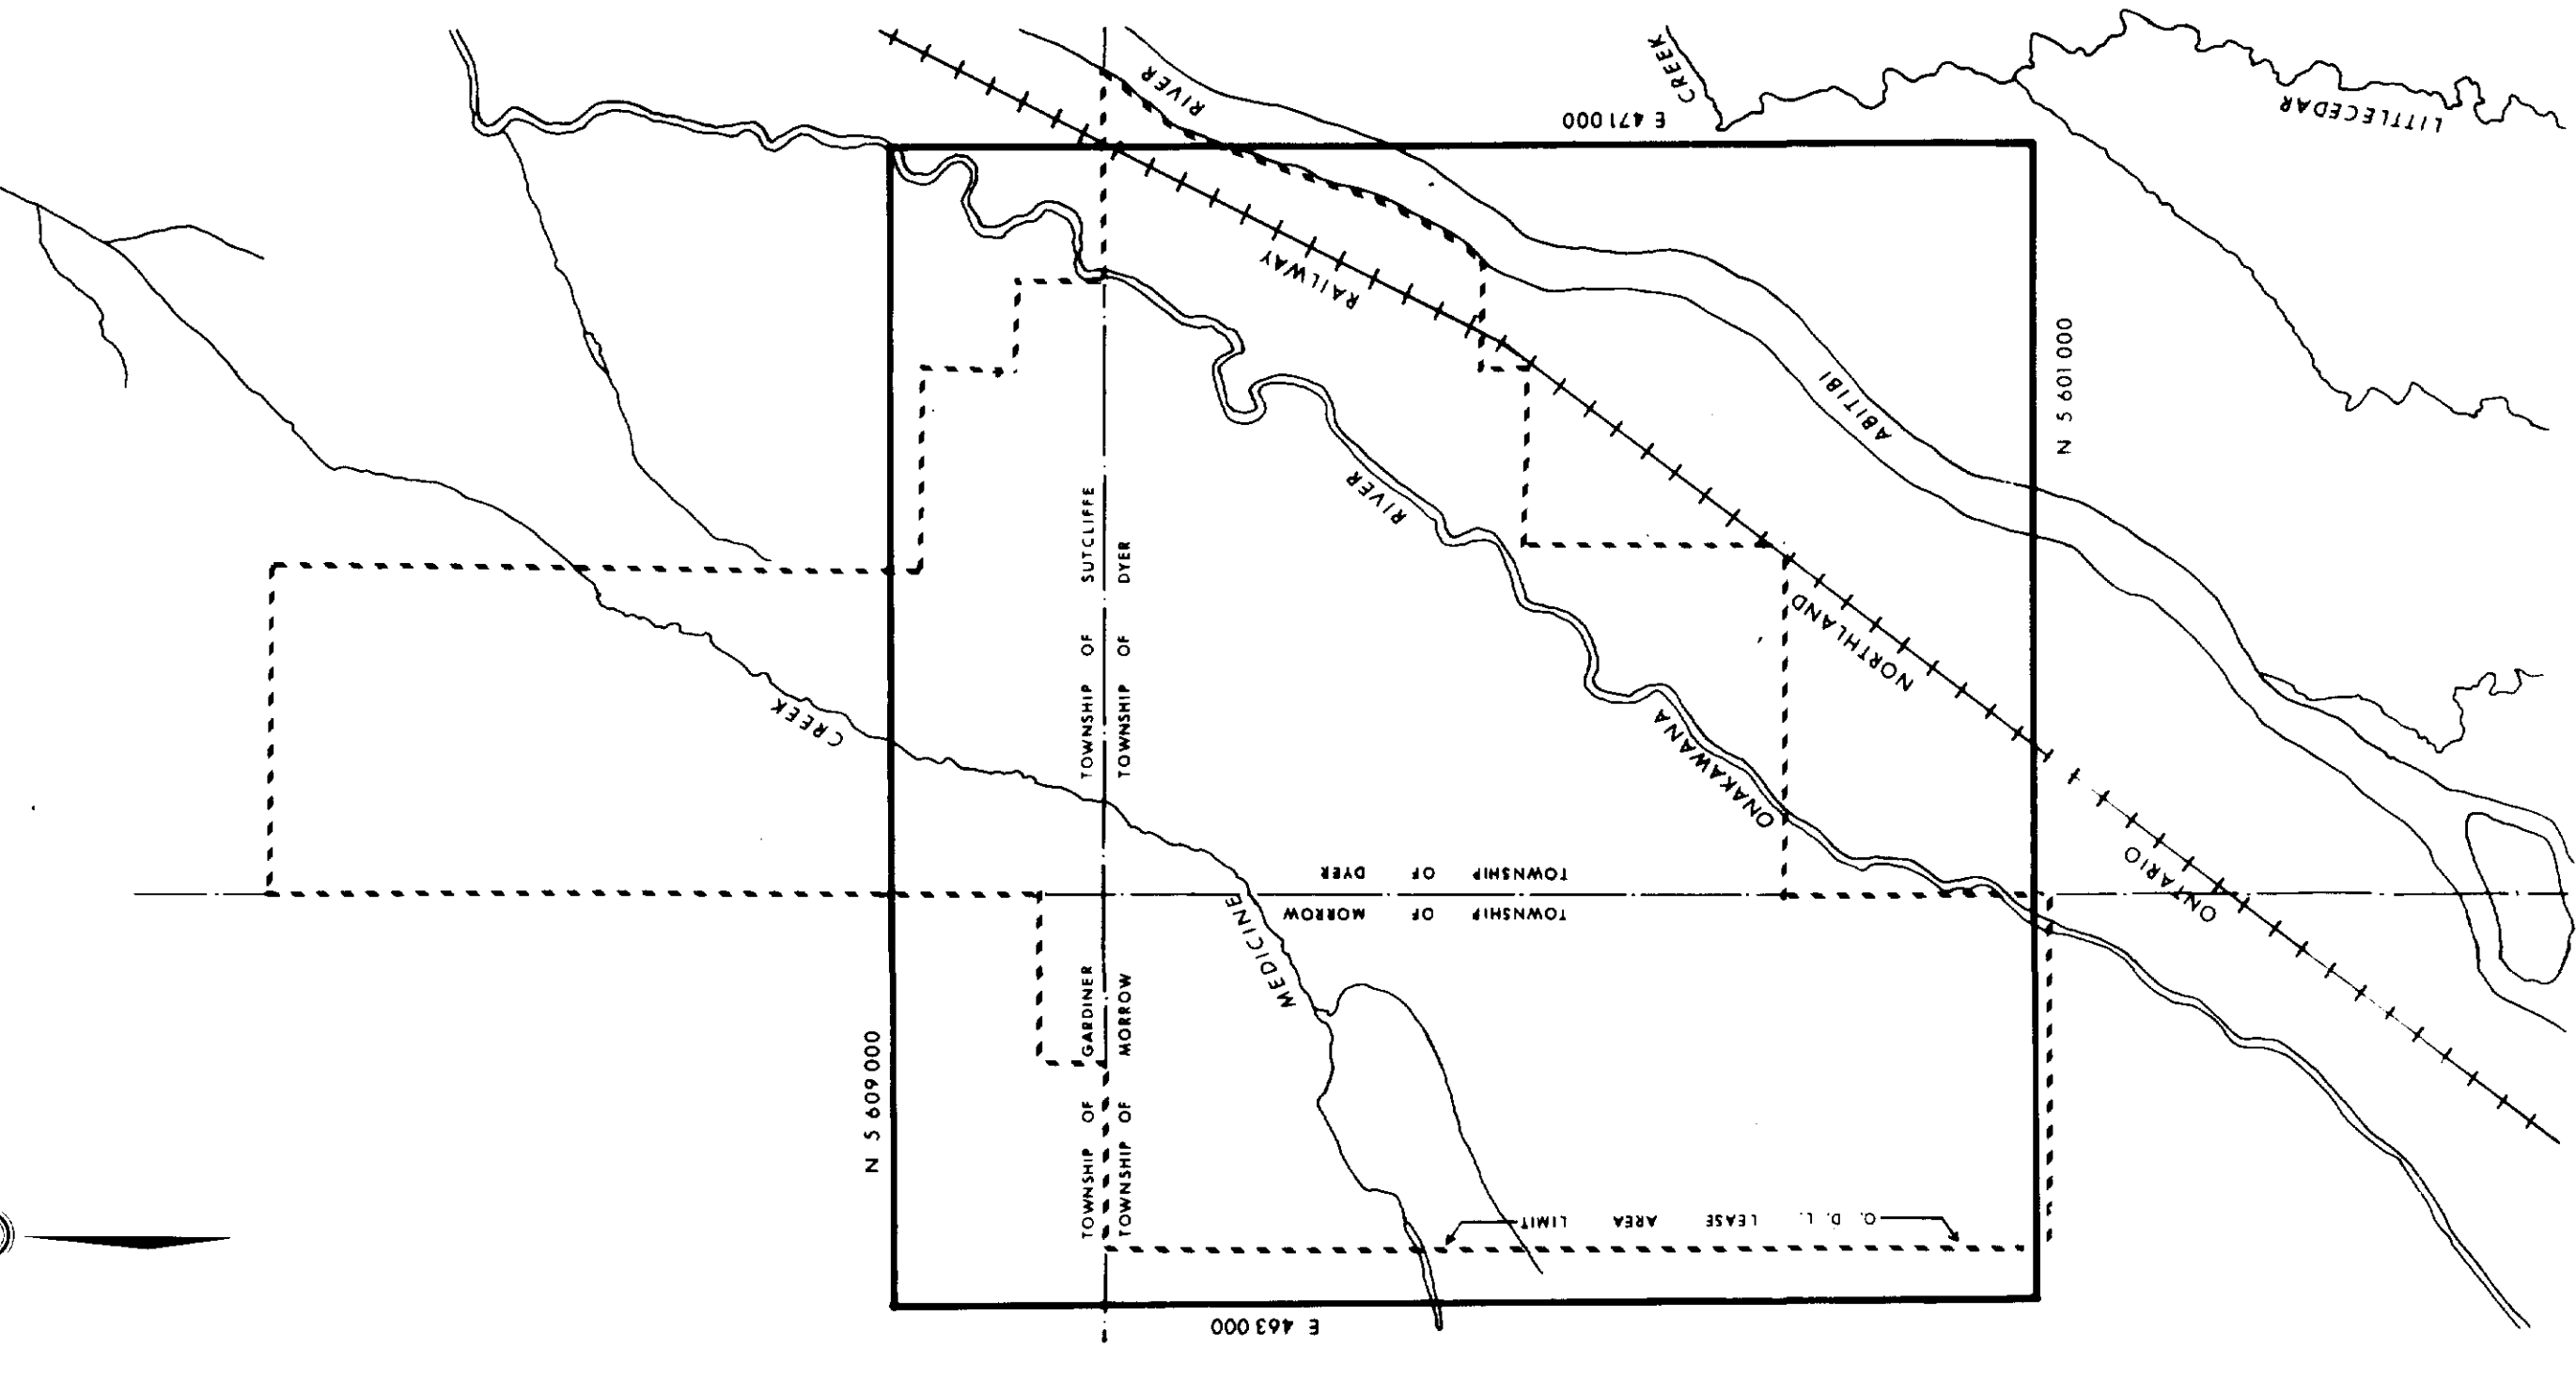 CREEK
LITTLECEDAR
RIVER
E 471000
RAILWAY
N 5 601 000
ABITIBI
RIVER
TOWNSHIP OF SUTCLIFFE
TOWNSHIP OF DYER
NORTHLAND
CREEK
ONAKAWANA
TOWNSHIP OF DYER
TOWNSHIP OF MORROW
ONTARIO
MEDICINE
TOWNSHIP OF GARDINER
TOWNSHIP OF MORROW
N 5 609 000
O. D. L. LEASE AREA LIMIT
E 463 000